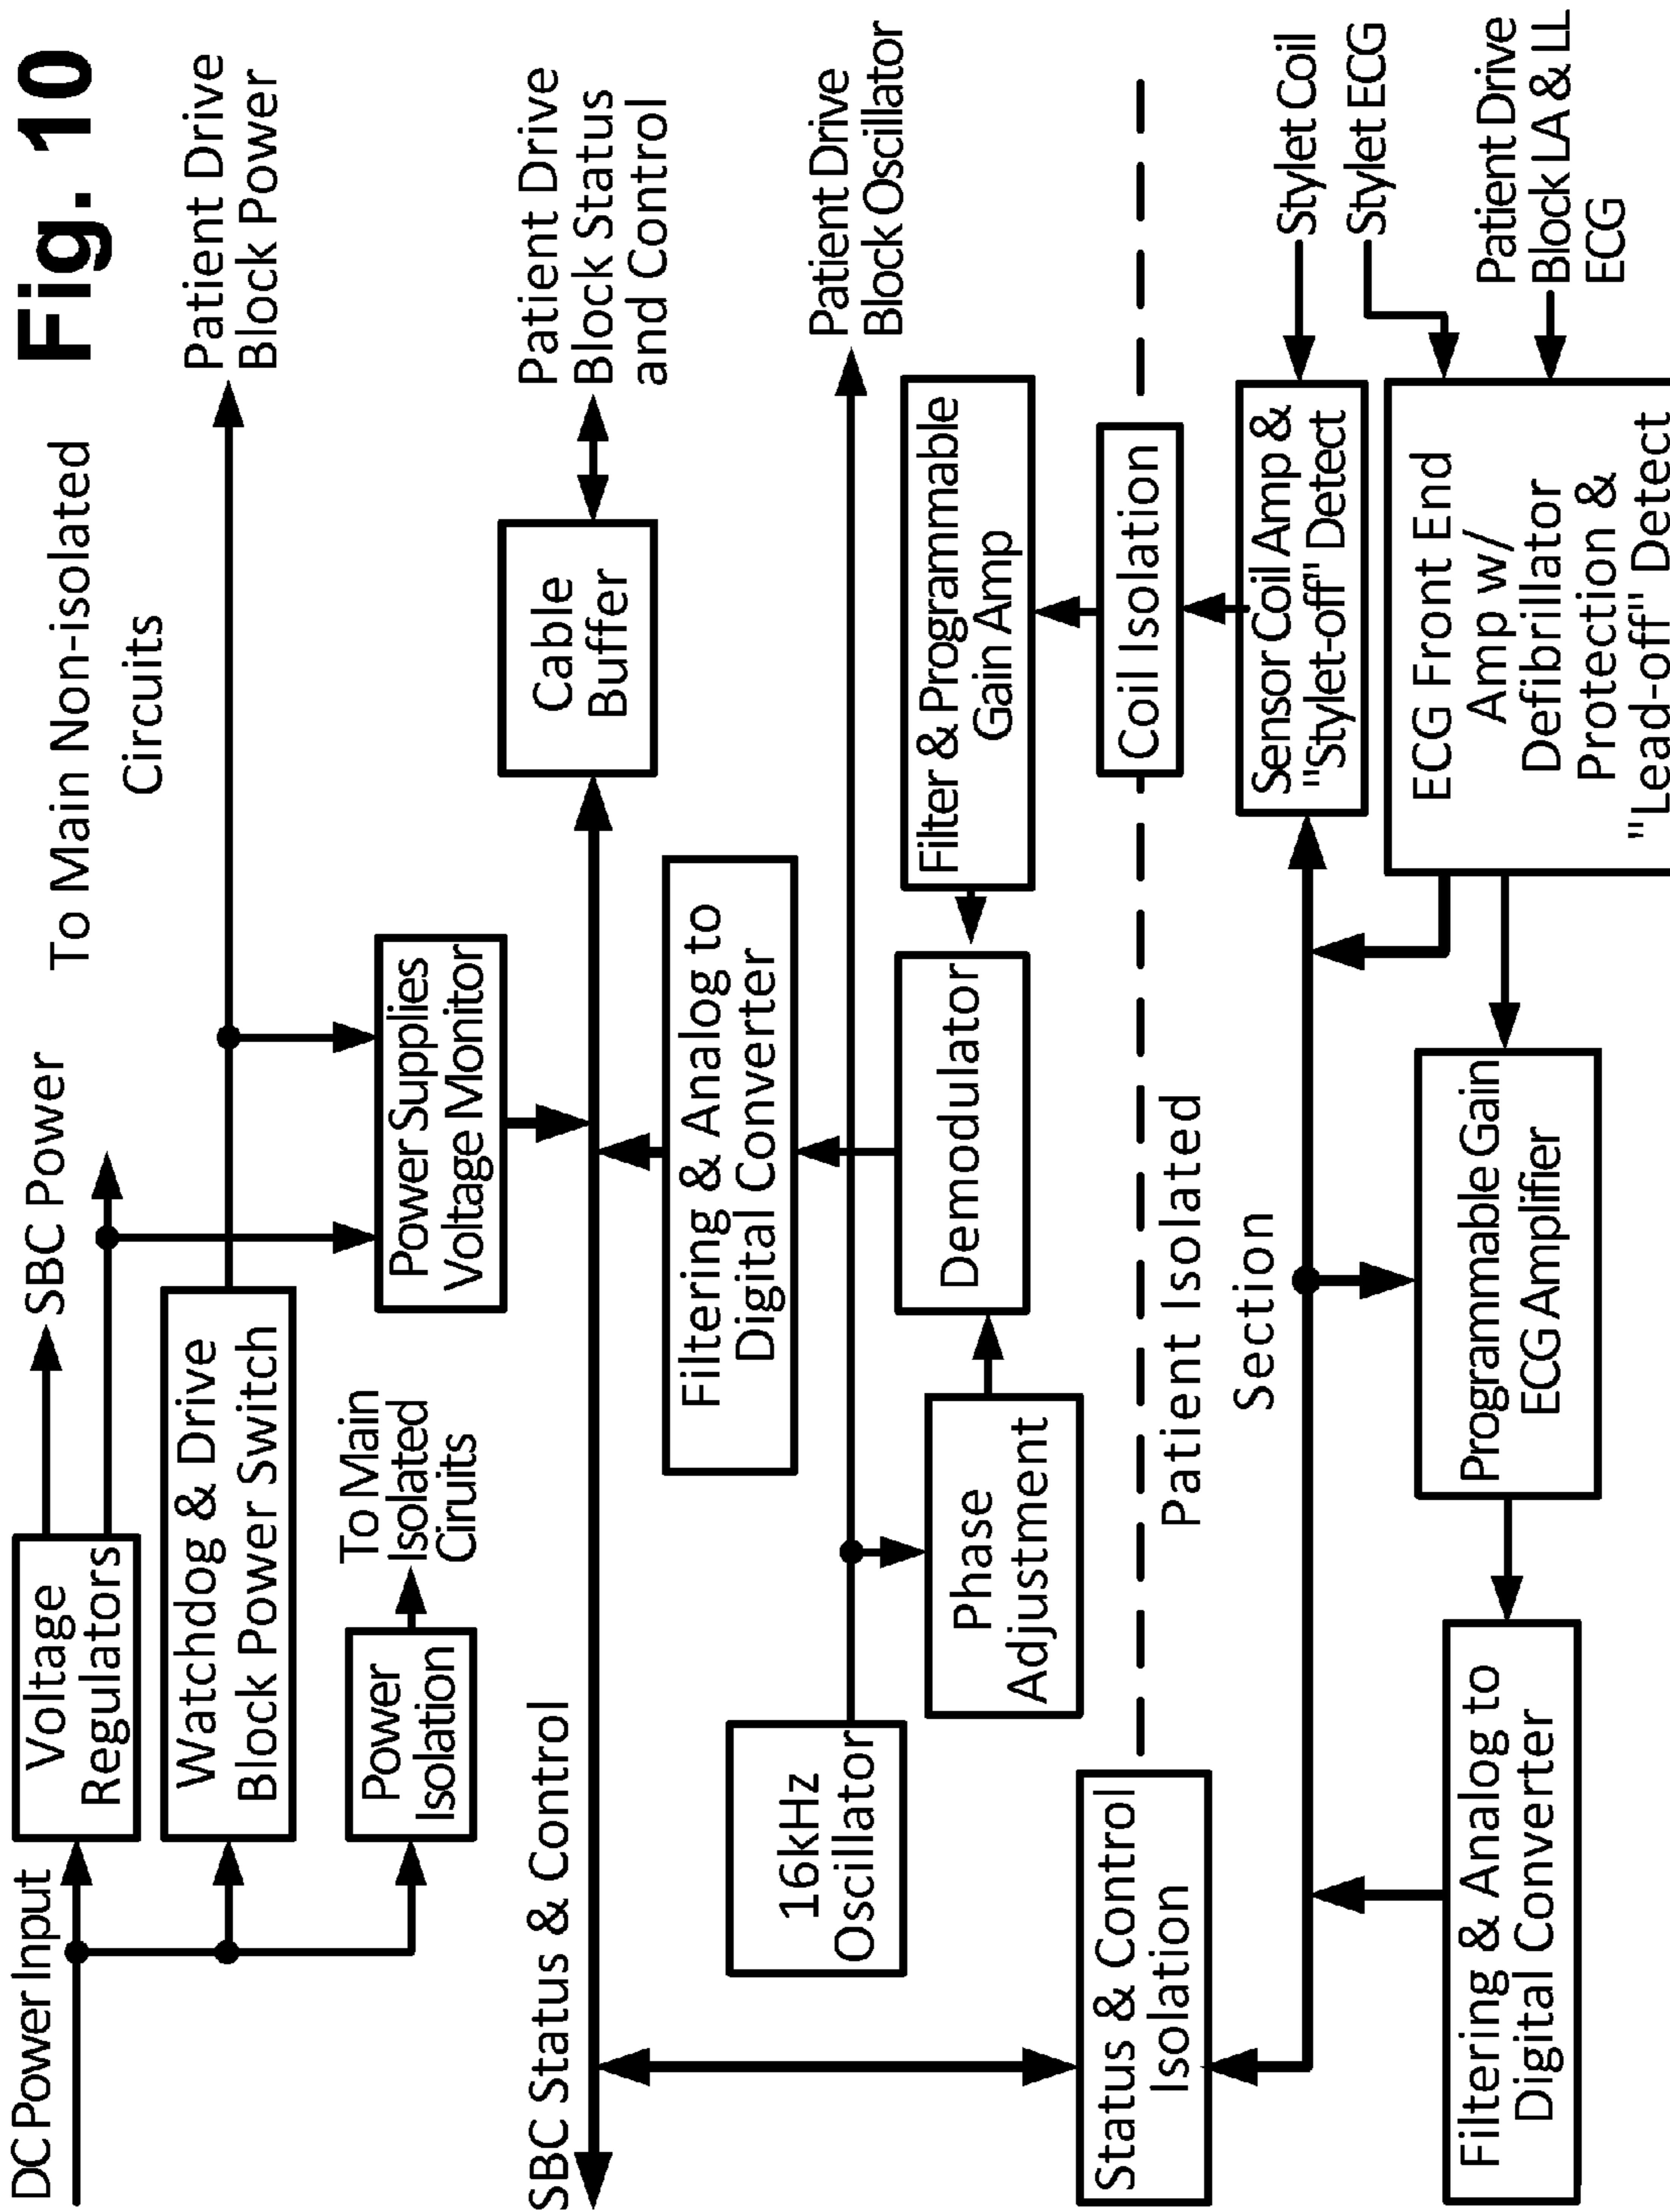 Fig. 10
DC Power Input
Voltage
Regulators
SBC Power
To Main Non-isolated
Circuits
Watchdog & Drive
Block Power Switch
Patient Drive
Block Power
Power
Isolation
To Main
Isolated
Ciruits
Power Supplies
Voltage Monitor
SBC Status & Control
Cable
Buffer
Patient Drive
Block Status
and Control
Filtering & Analog to
Digital Converter
16kHz
Oscillator
Patient Drive
Block Oscillator
Phase
Adjustment
Demodulator
Filter & Programmable
Gain Amp
Status & Control
Isolation
Coil Isolation
Patient Isolated
Section
Sensor Coil Amp &
"Stylet-off" Detect
Stylet Coil
Stylet ECG
Filtering & Analog to
Digital Converter
Programmable Gain
ECG Amplifier
ECG Front End
Amp w/
Defibrillator
Protection &
"Lead-off" Detect
Patient Drive
Block LA & LL
ECG